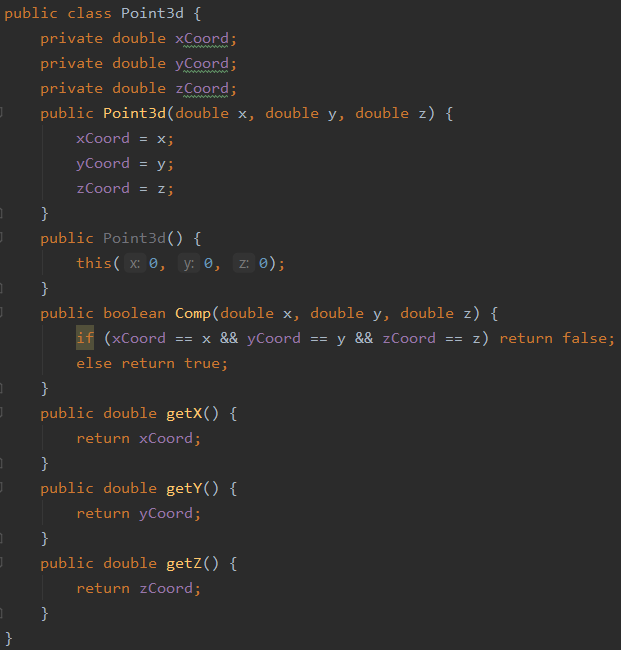 public class Point3d {
    private double xCoord;
    private double yCoord;
    private double zCoord;
    public Point3d(double x, double y, double z) {
        xCoord = x;
        yCoord = y;
        zCoord = z;
    }
    public Point3d() {
        this( x: 0,  y: 0,  z: 0);
    }
    public boolean Comp(double x, double y, double z) {
        if (xCoord == x && yCoord == y && zCoord == z) return false;
        else return true;
    }
    public double getX() {
        return xCoord;
    }
    public double getY() {
        return yCoord;
    }
    public double getZ() {
        return zCoord;
    }
}